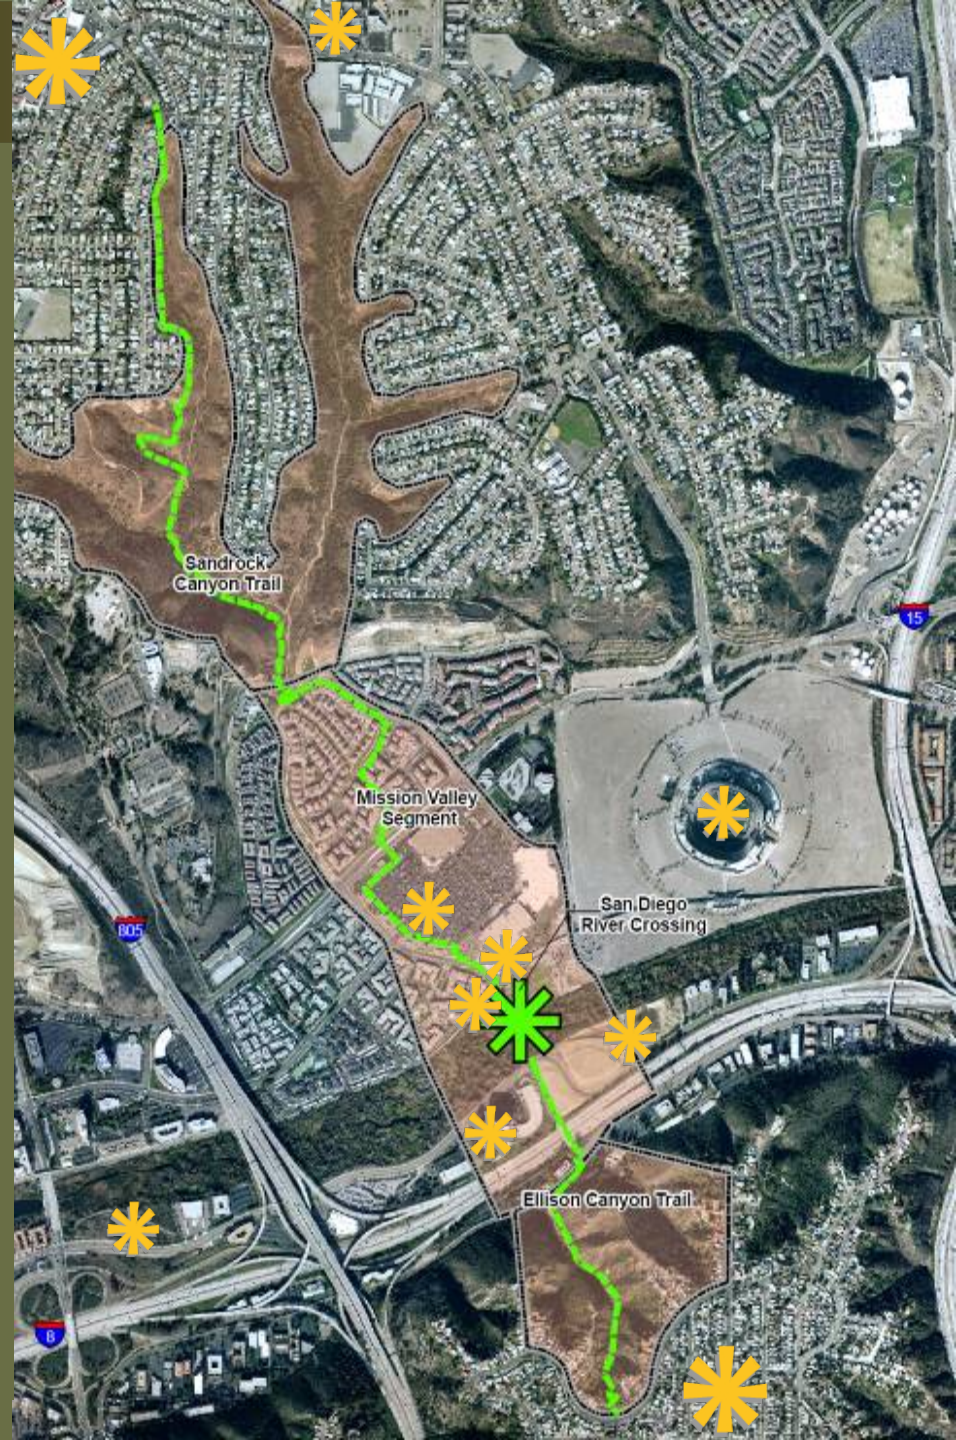 Sandrock
Canyon Trail
15
Mission Valley
Segment
San Diego
River Crossing
805
Ellison Canyon Trail
8